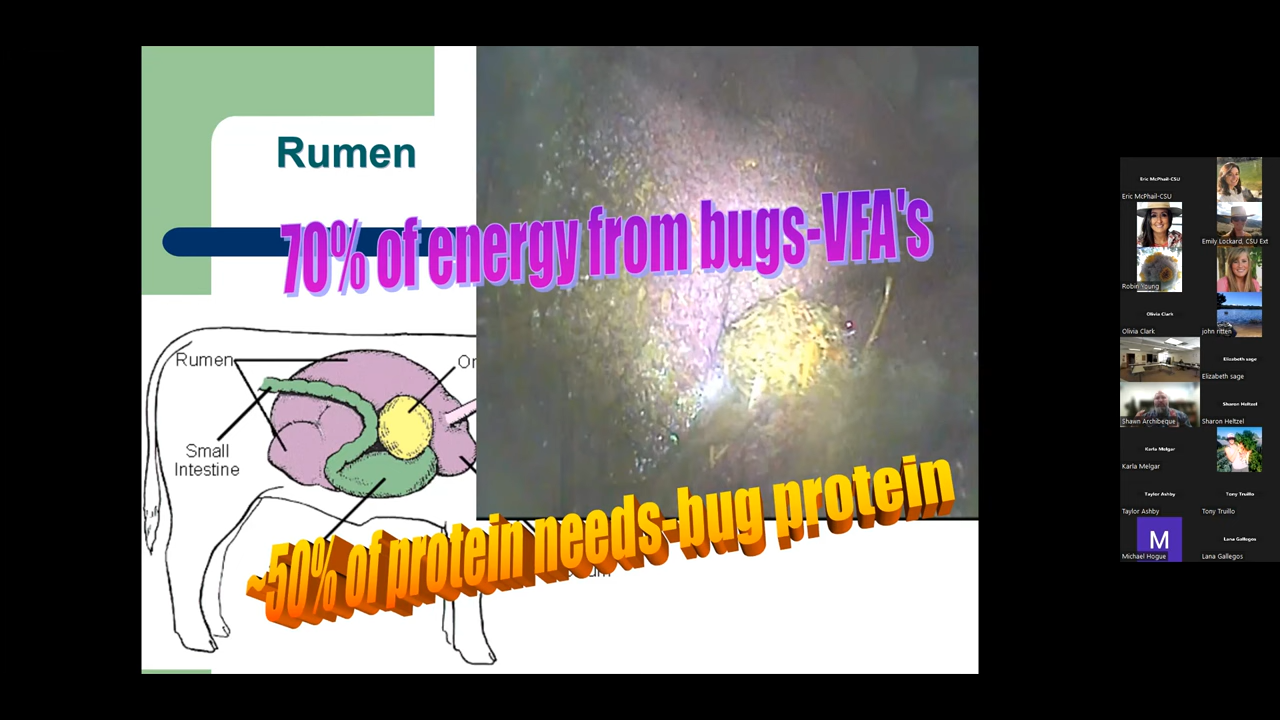 Rumen
70% of energy from bugs-VFA's
Rumen
Small
Intestine
~50% of protein needs-bug protein
Eric McPhail-CSU
Eric McPhail-CSU
Emily Lockard, CSU Ext
Robin Young
Olivia Clark
Olivia Clark
john ritten
Elizabeth sage
Elizabeth sage
Shawn Archibeque
Sharon Heltzel
Sharon Heltzel
Karla Melgar
Karla Melgar
Taylor Ashby
Taylor Ashby
Tony Truillo
Tony Truillo
M
Michael Hogue
Lana Gallegos
Lana Gallegos